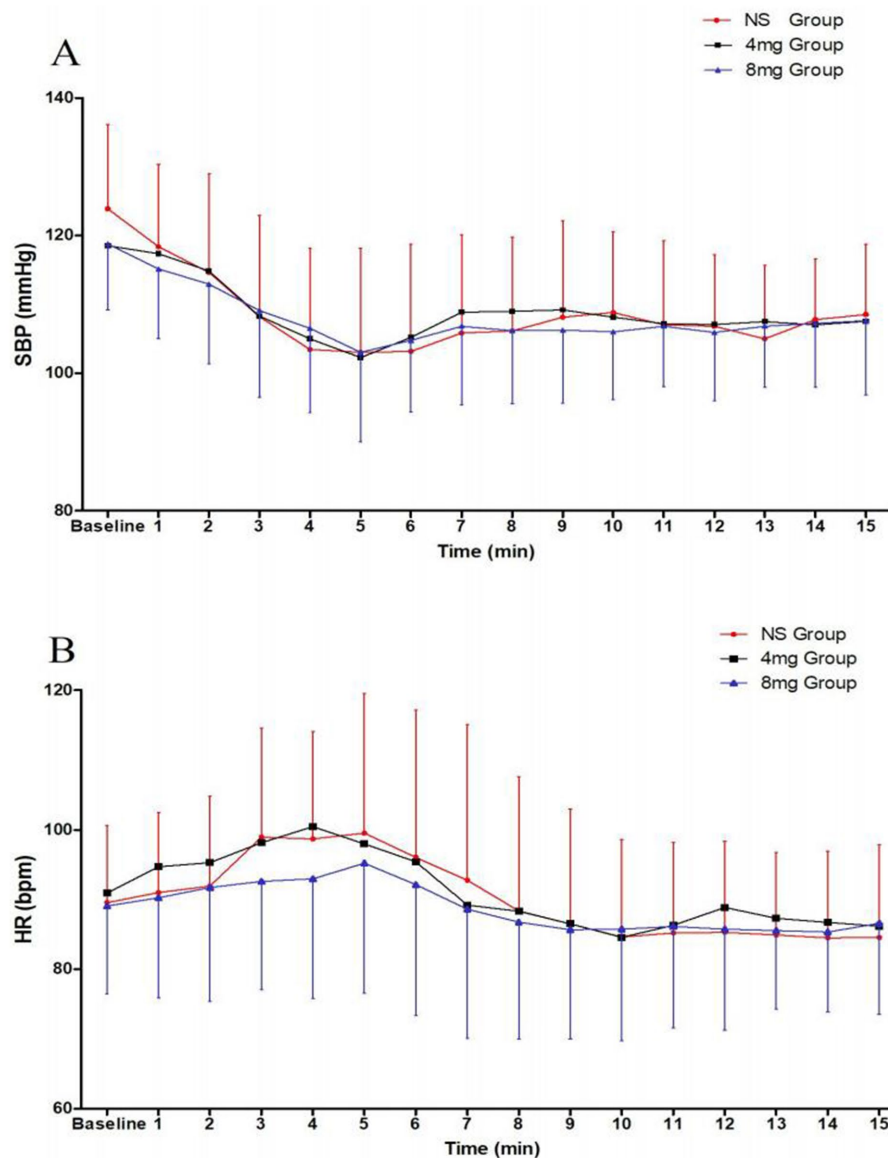 NS Group
4mg Group
8mg Group
A
140
120
100
80
SBP (mmHg)
Baseline 1 2 3 4 5 6 7 8 9 10 11 12 13 14 15
Time (min)
NS Group
4mg Group
8mg Group
B
120
100
80
60
HR (bpm)
Baseline 1 2 3 4 5 6 7 8 9 10 11 12 13 14 15
Time (min)